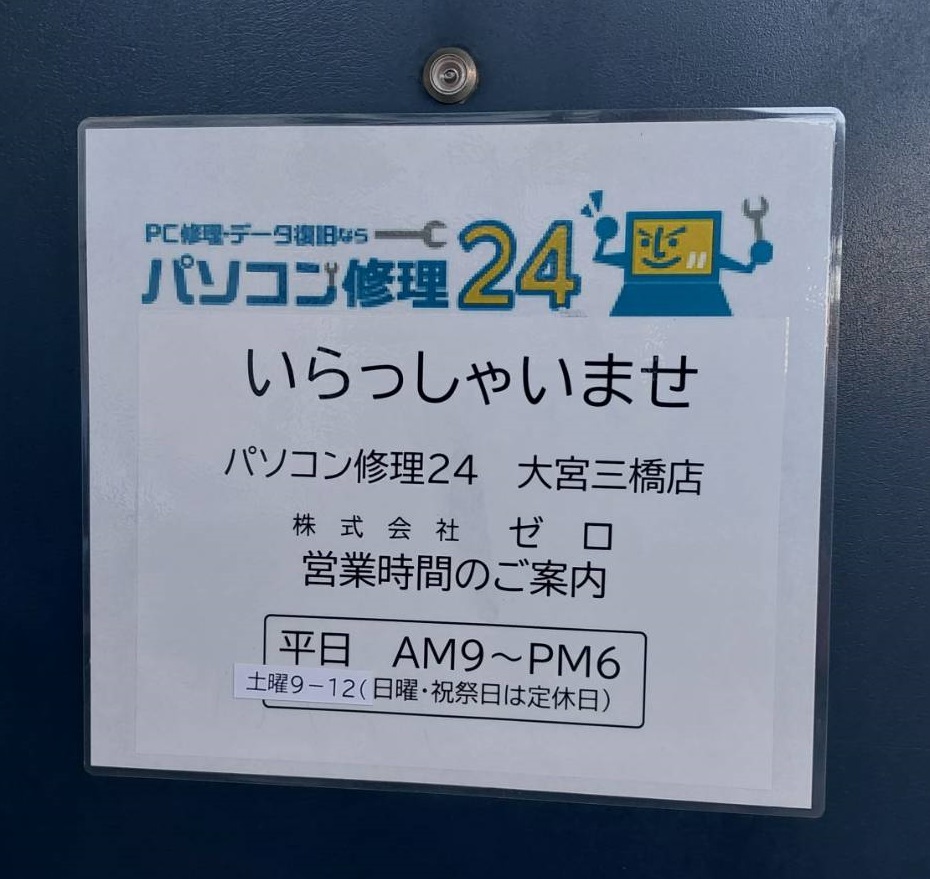 PC修理・データ復旧なら
パソコン修理24
いらっしゃいませ
パソコン修理24　大宮三橋店
株式会社　ゼロ
営業時間のご案内
平日　AM9～PM6
土曜9－12(日曜・祝祭日は定休日)